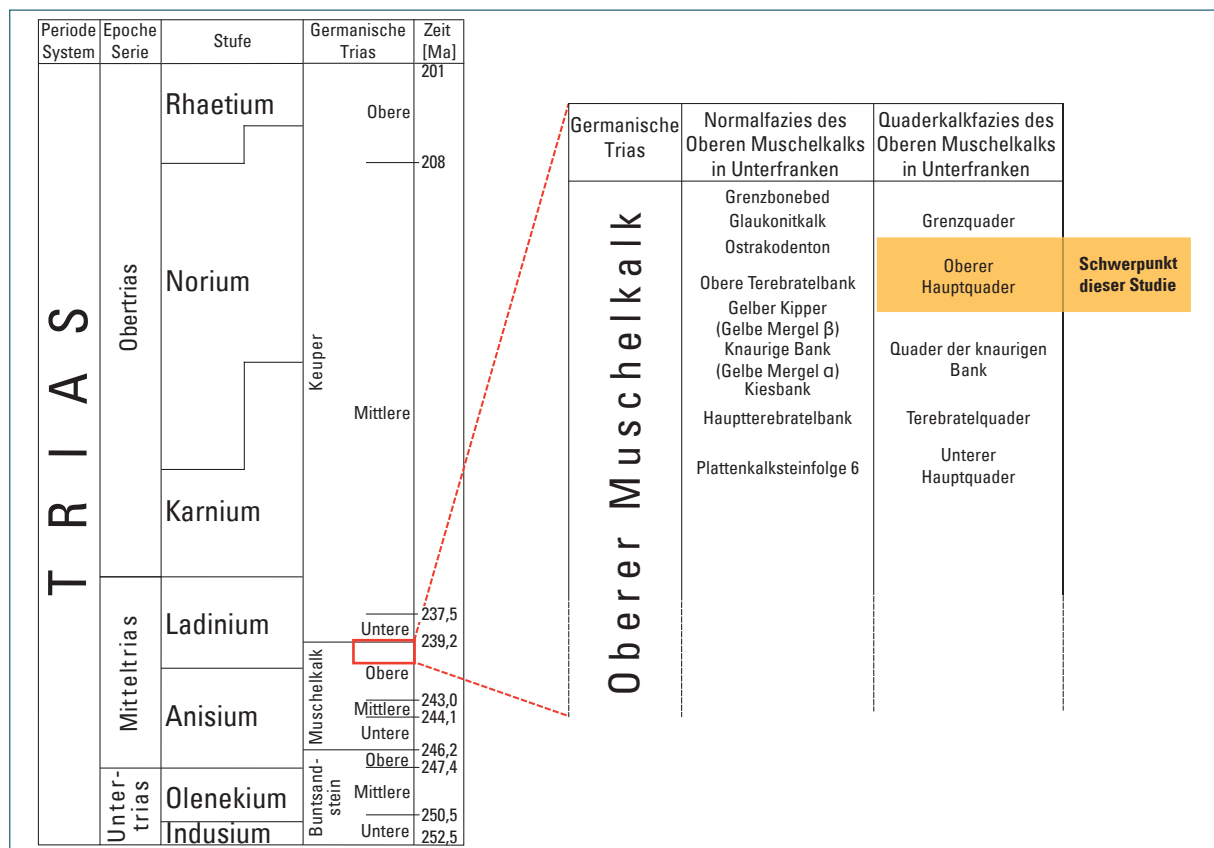 Periode
System
Epoche
Serie
Stufe
Germanische
Trias
Zeit
[Ma]
TRIAS
Obertrias
Mitteltrias
Unter-
trias
Rhaetium
Norium
Karnium
Ladinium
Anisium
Olenekium
Indusium
Keuper
Muschelkalk
Buntsand-
stein
Obere
Mittlere
Untere
Obere
Mittlere
Untere
Obere
Mittlere
Untere
201
208
237,5
239,2
243,0
244,1
246,2
247,4
250,5
252,5
Germanische
Trias
Normalfazies des
Oberen Muschelkalks
in Unterfranken
Quaderkalkfazies des
Oberen Muschelkalks
in Unterfranken
Oberer Muschelkalk
Grenzbonebed
Glaukonitkalk
Ostrakodenton
Obere Terebratelbank
Gelber Kipper
(Gelbe Mergel β)
Knaurige Bank
(Gelbe Mergel α)
Kiesbank
Hauptterebratelbank
Plattenkalksteinfolge 6
Grenzquader
Oberer
Hauptquader
Quader der knaurigen
Bank
Terebratelquader
Unterer
Hauptquader
Schwerpunkt
dieser Studie